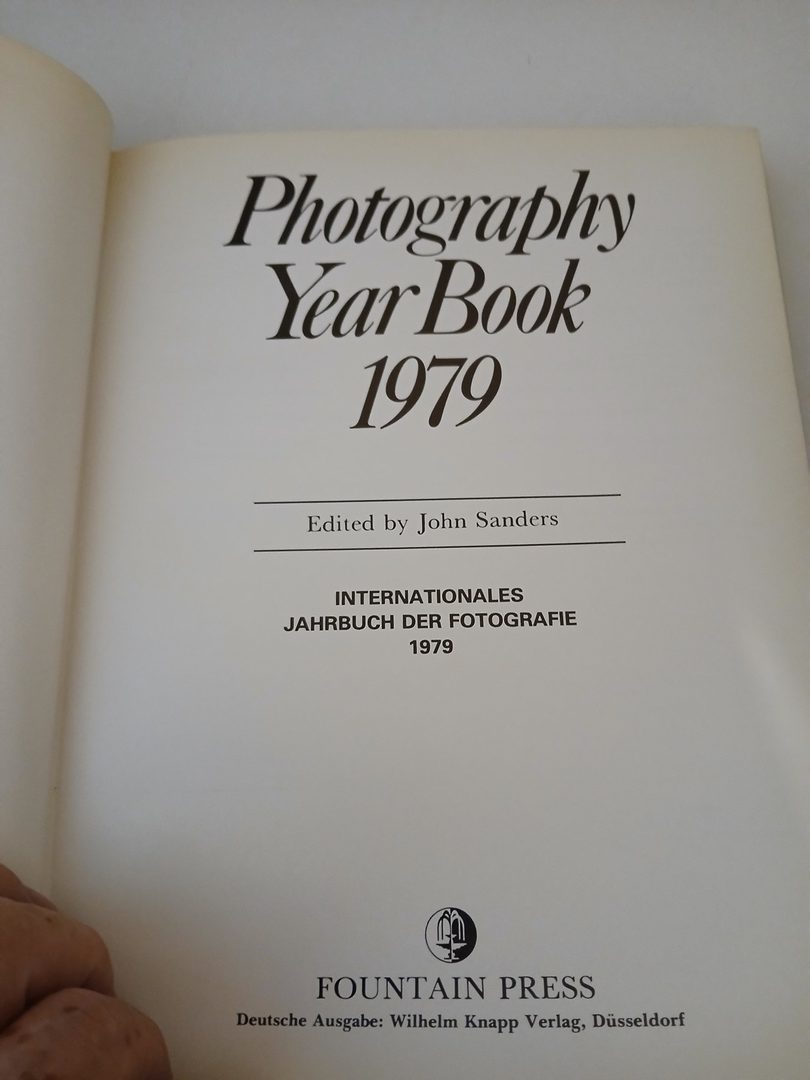 Photography
Year Book
1979
Edited by John Sanders
INTERNATIONALES
JAHRBUCH DER FOTOGRAFIE
1979
FOUNTAIN PRESS
Deutsche Ausgabe: Wilhelm Knapp Verlag, Düsseldorf